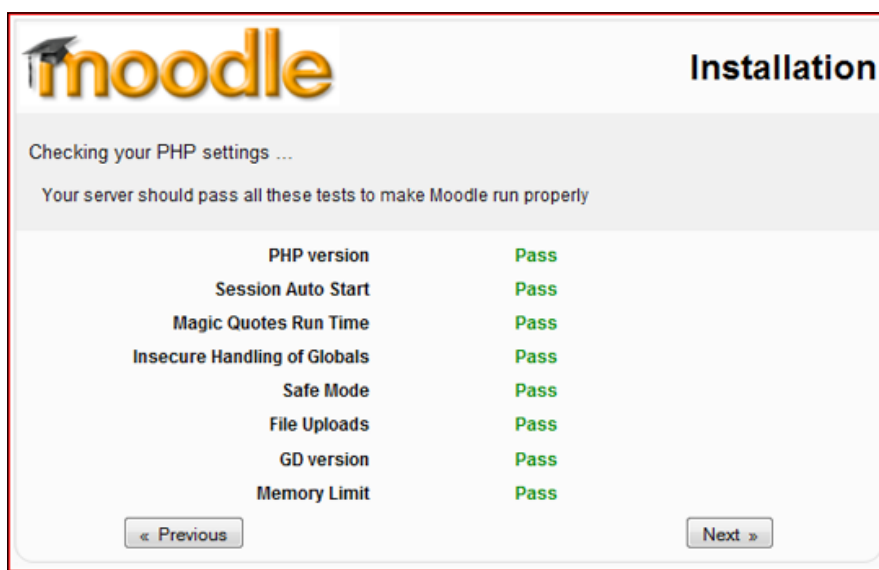 moodle
Installation
Checking your PHP settings ...
Your server should pass all these tests to make Moodle run properly
PHP version Pass
Session Auto Start Pass
Magic Quotes Run Time Pass
Insecure Handling of Globals Pass
Safe Mode Pass
File Uploads Pass
GD version Pass
Memory Limit Pass
« Previous Next »